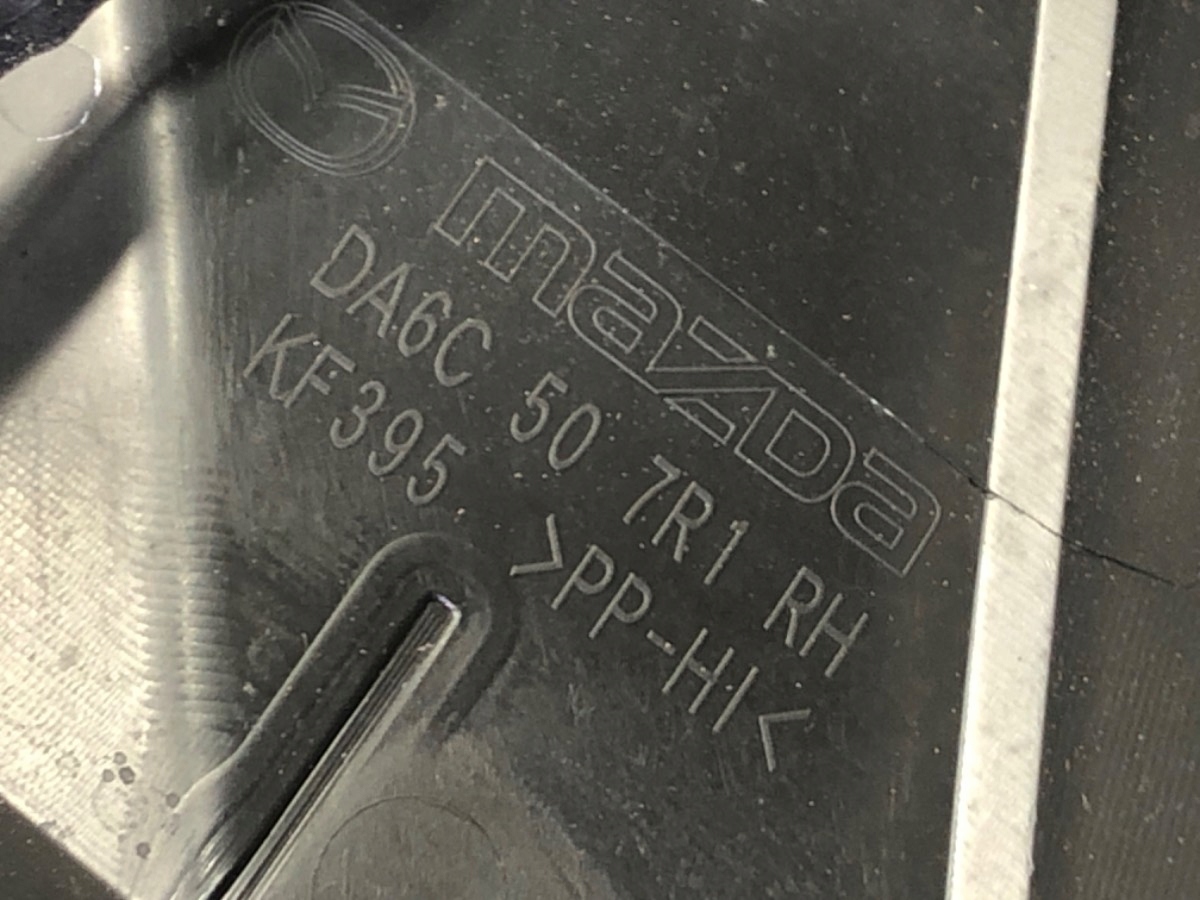 mazda
DA6C 50 7R1 RH
KF395 >PP-HI<